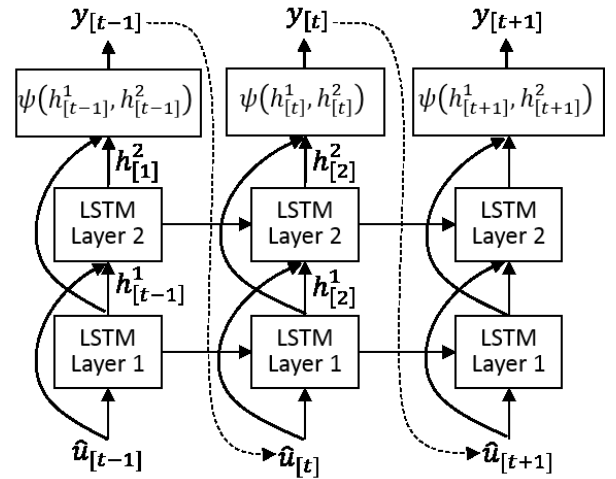 y[t−1] y[t] y[t+1]
ψ(h¹[t−1], h²[t−1]) ψ(h¹[t], h²[t]) ψ(h¹[t+1], h²[t+1])
h²[1] h²[2]
LSTM LSTM LSTM
Layer 2 Layer 2 Layer 2
h¹[t−1] h¹[2]
LSTM LSTM LSTM
Layer 1 Layer 1 Layer 1
û[t−1] û[t] û[t+1]